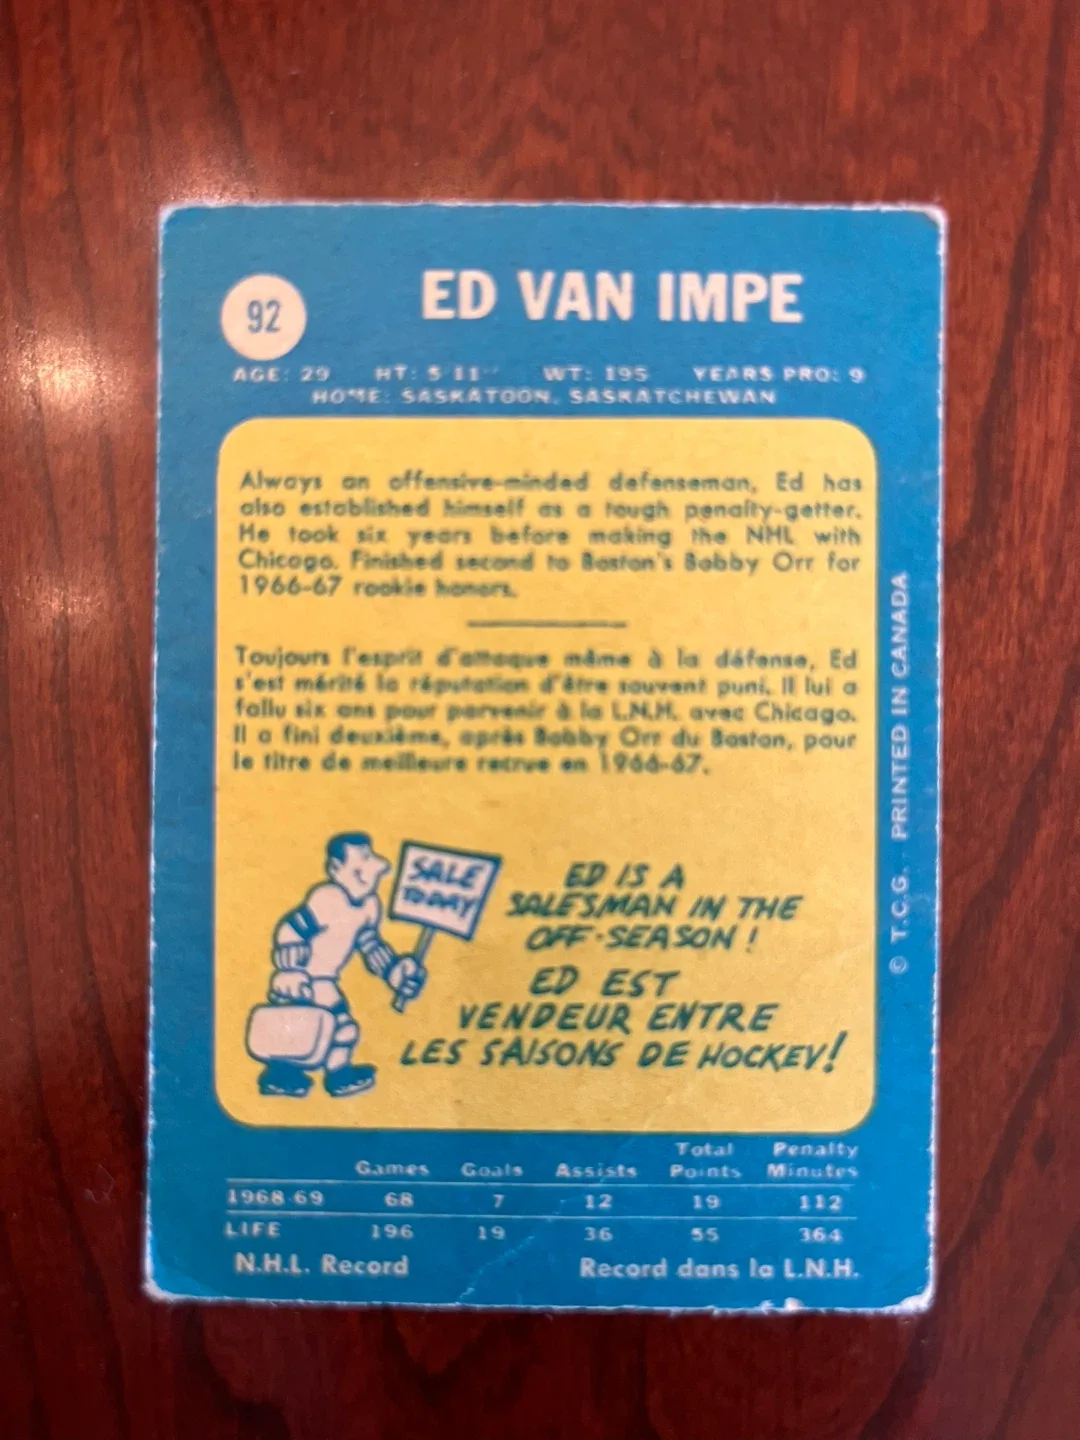 92
ED VAN IMPE
AGE: 29 HT: 5 11" WT: 195 YEARS PRO: 9
HOME: SASKATOON, SASKATCHEWAN
Always an offensive-minded defenseman, Ed has
also established himself as a tough penalty-getter.
He took six years before making the NHL with
Chicago. Finished second to Boston's Bobby Orr for
1966-67 rookie honors.
Toujours l'esprit d'attaque même à la défense, Ed
s'est mérité la réputation d'être souvent puni. Il lui a
fallu six ans pour parvenir à la L.N.H. avec Chicago.
Il a fini deuxième, après Bobby Orr du Boston, pour
le titre de meilleure recrue en 1966-67.
SALE
TODAY
ED IS A
SALESMAN IN THE
OFF-SEASON!
ED EST
VENDEUR ENTRE
LES SAISONS DE HOCKEY!
© T.C.G. PRINTED IN CANADA
Total Penalty
Games Goals Assists Points Minutes
1968-69 68 7 12 19 112
LIFE 196 19 36 55 364
N.H.L. Record Record dans la L.N.H.